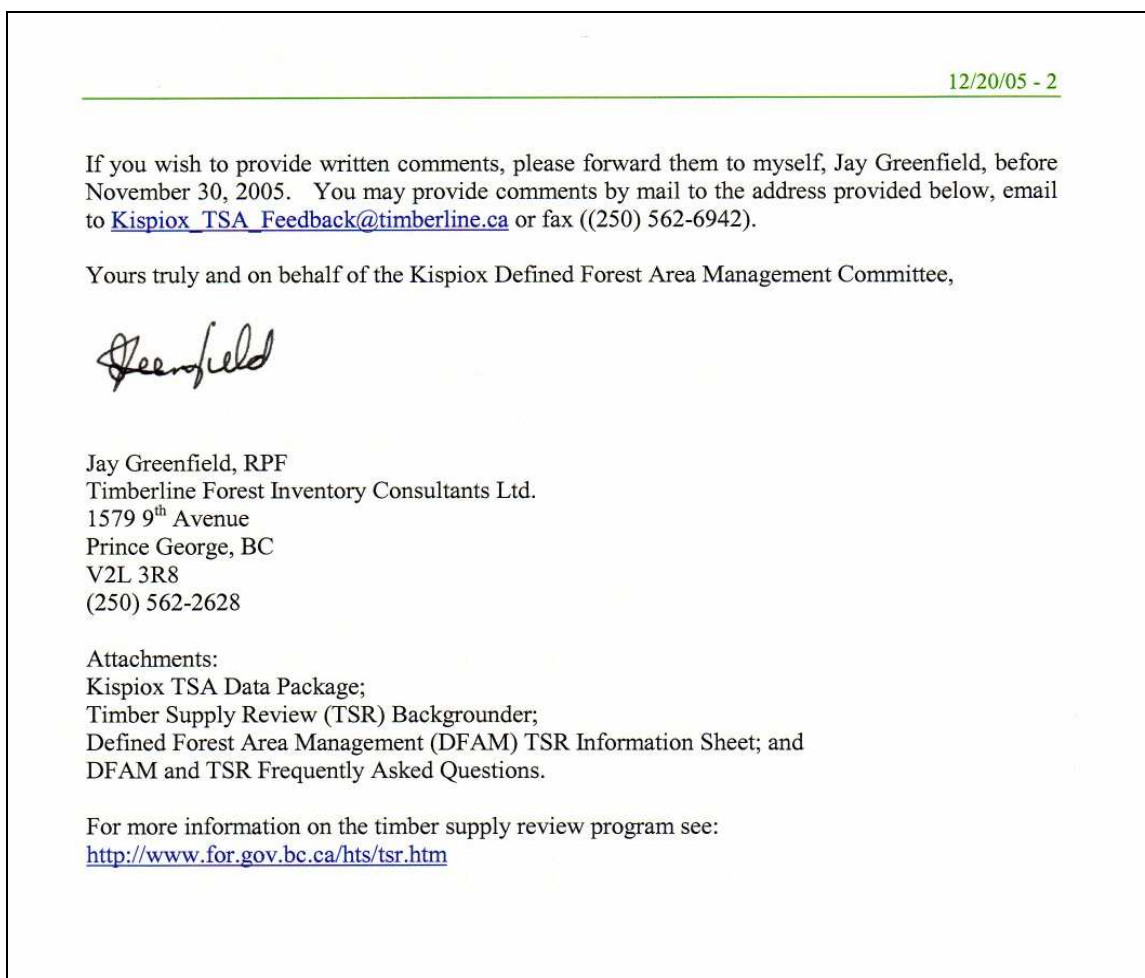 12/20/05 - 2
If you wish to provide written comments, please forward them to myself, Jay Greenfield, before
November 30, 2005. You may provide comments by mail to the address provided below, email
to Kispiox_TSA_Feedback@timberline.ca or fax ((250) 562-6942).
Yours truly and on behalf of the Kispiox Defined Forest Area Management Committee,
JGreenfield
Jay Greenfield, RPF
Timberline Forest Inventory Consultants Ltd.
1579 9th Avenue
Prince George, BC
V2L 3R8
(250) 562-2628
Attachments:
Kispiox TSA Data Package;
Timber Supply Review (TSR) Backgrounder;
Defined Forest Area Management (DFAM) TSR Information Sheet; and
DFAM and TSR Frequently Asked Questions.
For more information on the timber supply review program see:
http://www.for.gov.bc.ca/hts/tsr.htm